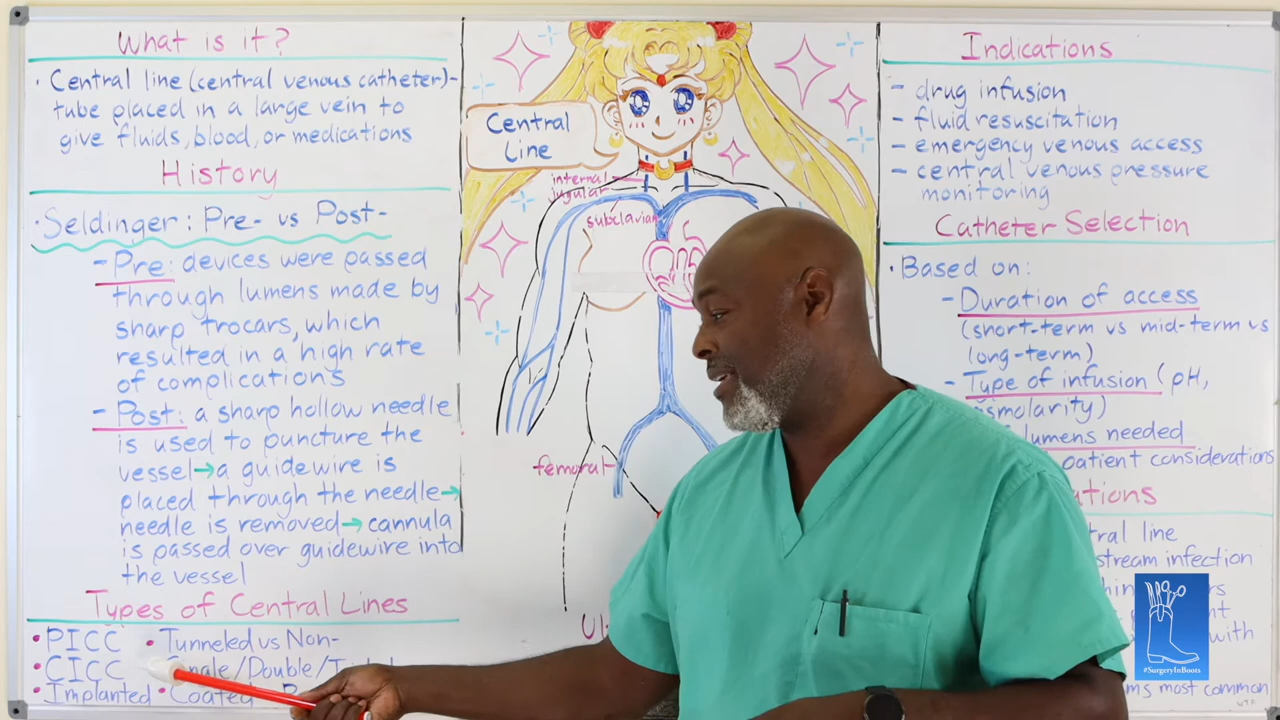 What is it?
· Central line (central venous catheter)-
tube placed in a large vein to
give fluids, blood, or medications
History
· Seldinger: Pre- vs Post-
- Pre: devices were passed
through lumens made by
sharp trocars, which
resulted in a high rate
of complications
- Post: a sharp hollow needle
is used to puncture the
vessel → a guidewire is
placed through the needle →
needle is removed → cannula
is passed over guidewire into
the vessel
Types of Central Lines
• PICC
• CICC
• Implanted
• Tunneled vs Non-
• Coated
Central
Line
internal
jugular
subclavian
femoral
Indications
- drug infusion
- fluid resuscitation
- emergency venous access
- central venous pressure
monitoring
Catheter Selection
· Based on:
- Duration of access
(short-term vs mid-term vs
long-term)
- Type of infusion (pH,
osmolarity)
lumens needed
patient considerations
line
infection
with
most common
#SurgeryInBoots